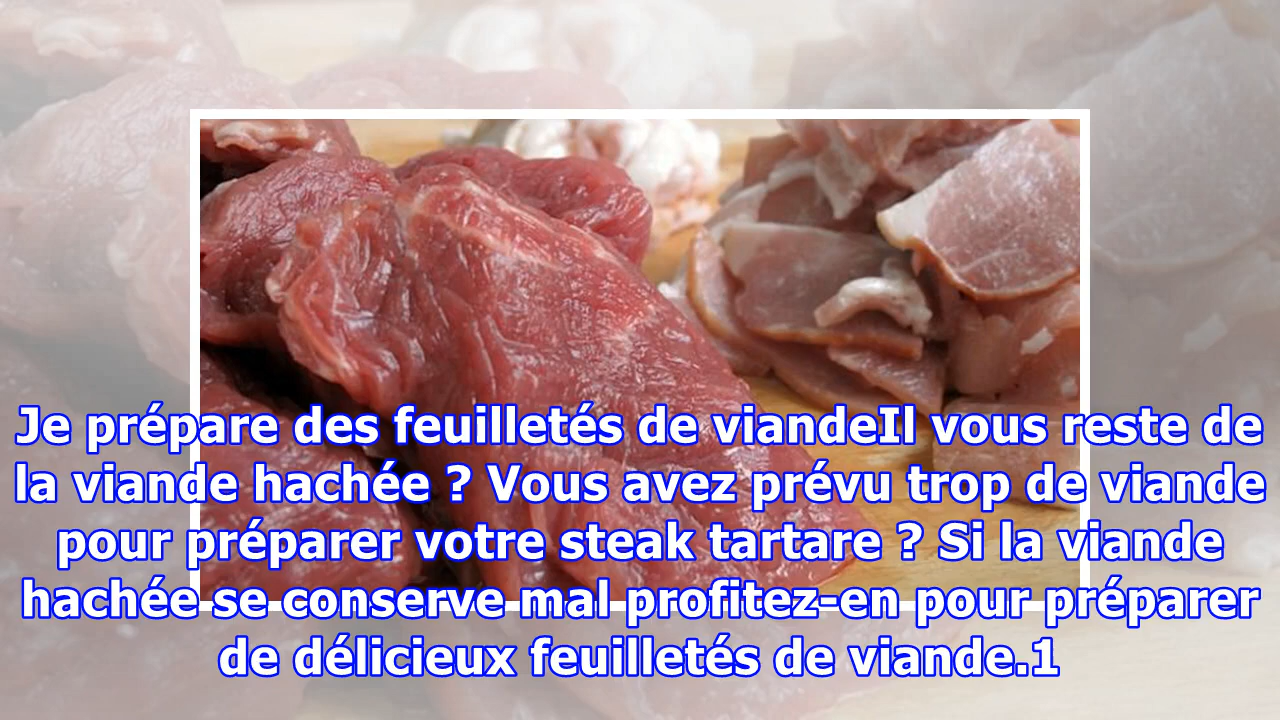 Je prépare des feuilletés de viandeIl vous reste de
la viande hachée ? Vous avez prévu trop de viande
pour préparer votre steak tartare ? Si la viande
hachée se conserve mal profitez-en pour préparer
de délicieux feuilletés de viande.1